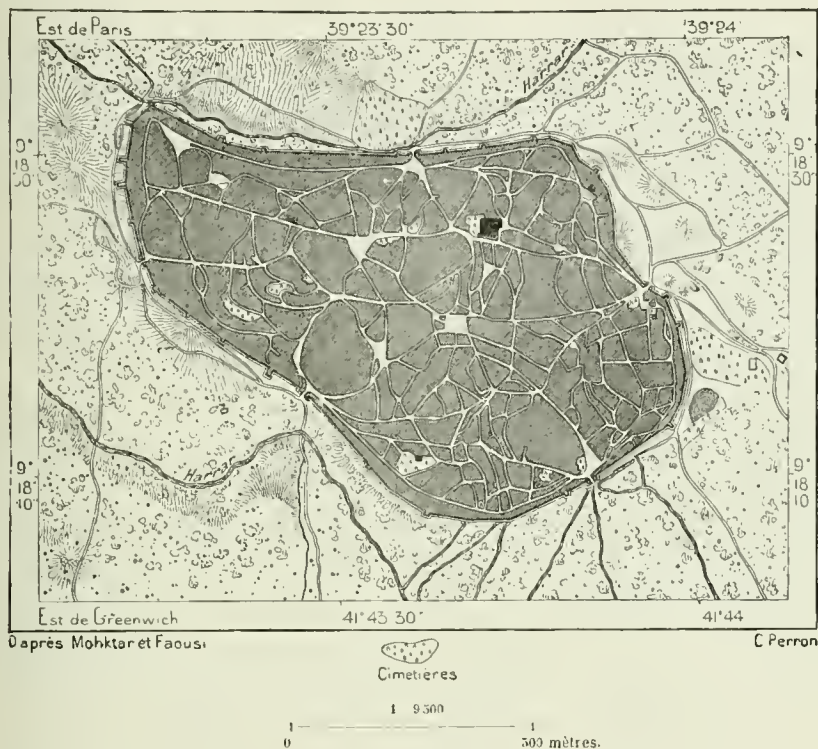 Est de Paris 39°23'30" 39°24'
Harrar
9° 18' 30" 9° 18' 30"
Harrar
9° 18' 10" 9° 18' 10"
Est de Greenwich 41°43'30" 41°44'
D'après Mohktar et Faousi C. Perron
Cimetières
1 : 9 500
0 500 mètres.